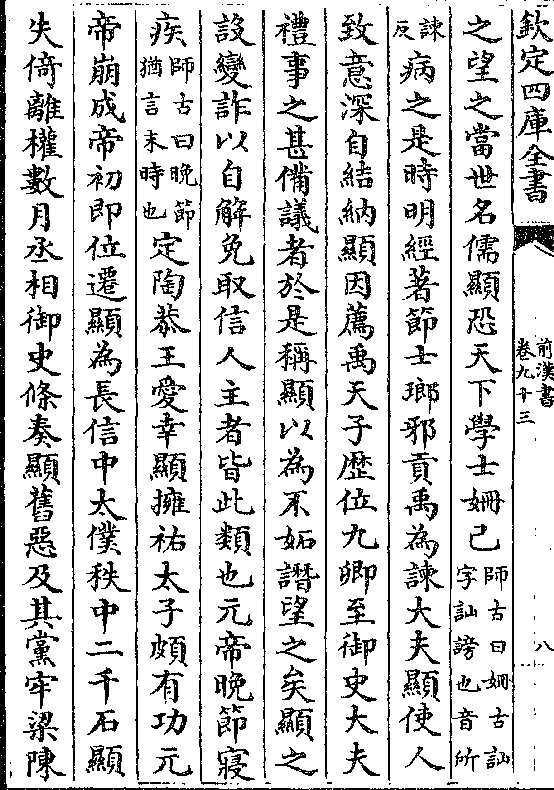 欽定四庫全書
前漢書
卷九十三
八
之望之當世名儒顯恐天下學士姍己師古曰姍古訕字訕謗也音所
諫反病之是時明經著節士瑯邪貢禹為諫大夫顯使人
致意深自結納顯因薦禹天子歴位九卿至御史大夫
禮事之甚備議者於是稱顯以為不妬譖望之矣顯之
設變詐以自解免取信人主者皆此類也元帝晚節寢
疾師古曰晚節猶言末時也定陶恭王愛幸顯擁祐太子頗有功元
帝崩成帝初即位遷顯為長信中太僕秩中二千石顯
失倚離權數月丞相御史條奏顯舊惡及其黨牢梁陳